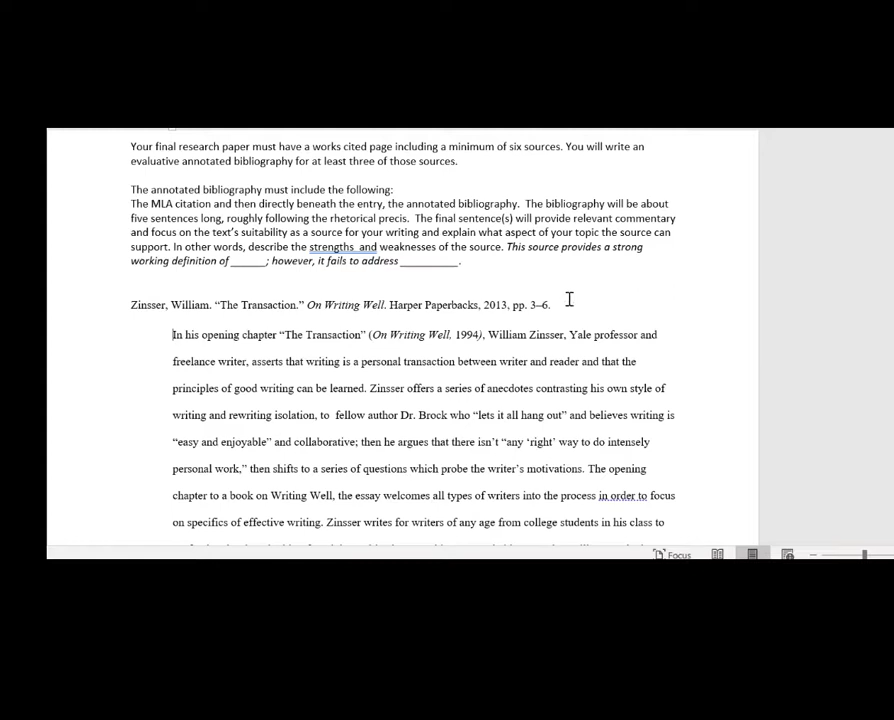 Your final research paper must have a works cited page including a minimum of six sources. You will write an
evaluative annotated bibliography for at least three of those sources.
The annotated bibliography must include the following:
The MLA citation and then directly beneath the entry, the annotated bibliography.  The bibliography will be about
five sentences long, roughly following the rhetorical precis.  The final sentence(s) will provide relevant commentary
and focus on the text's suitability as a source for your writing and explain what aspect of your topic the source can
support. In other words, describe the strengths  and weaknesses of the source. This source provides a strong
working definition of ______; however, it fails to address __________.
Zinsser, William. “The Transaction.” On Writing Well. Harper Paperbacks, 2013, pp. 3–6.
In his opening chapter “The Transaction” (On Writing Well, 1994), William Zinsser, Yale professor and
freelance writer, asserts that writing is a personal transaction between writer and reader and that the
principles of good writing can be learned. Zinsser offers a series of anecdotes contrasting his own style of
writing and rewriting isolation, to  fellow author Dr. Brock who “lets it all hang out” and believes writing is
“easy and enjoyable” and collaborative; then he argues that there isn’t “any ‘right’ way to do intensely
personal work,” then shifts to a series of questions which probe the writer’s motivations. The opening
chapter to a book on Writing Well, the essay welcomes all types of writers into the process in order to focus
on specifics of effective writing. Zinsser writes for writers of any age from college students in his class to
Focus